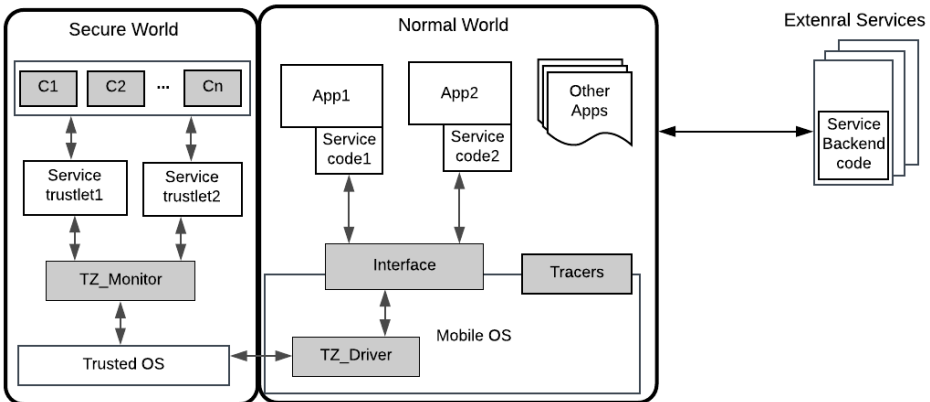 Secure World
Normal World
Extenral Services
C1
C2
...
Cn
App1
Service
code1
App2
Service
code2
Other
Apps
Service
Backend
code
Service
trustlet1
Service
trustlet2
TZ_Monitor
Interface
Tracers
Mobile OS
Trusted OS
TZ_Driver